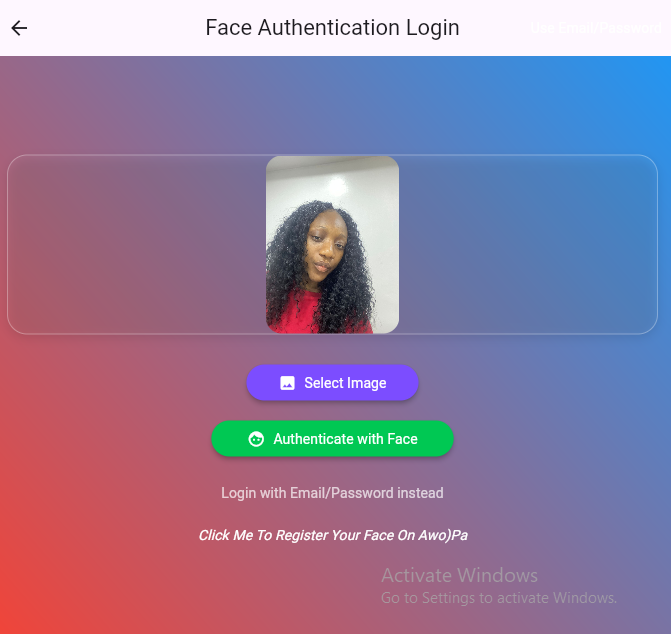 Face Authentication Login
Use Email/Password
Select Image
Authenticate with Face
Login with Email/Password instead
Click Me To Register Your Face On Awo)Pa
Activate Windows
Go to Settings to activate Windows.